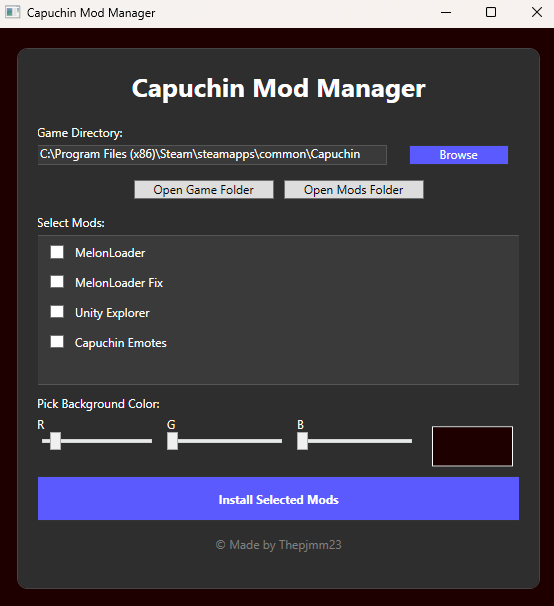 Capuchin Mod Manager
Capuchin Mod Manager
Game Directory:
C:\Program Files (x86)\Steam\steamapps\common\Capuchin
Browse
Open Game Folder Open Mods Folder
Select Mods:
MelonLoader
MelonLoader Fix
Unity Explorer
Capuchin Emotes
Pick Background Color:
R G B
Install Selected Mods
© Made by Thepjmm23